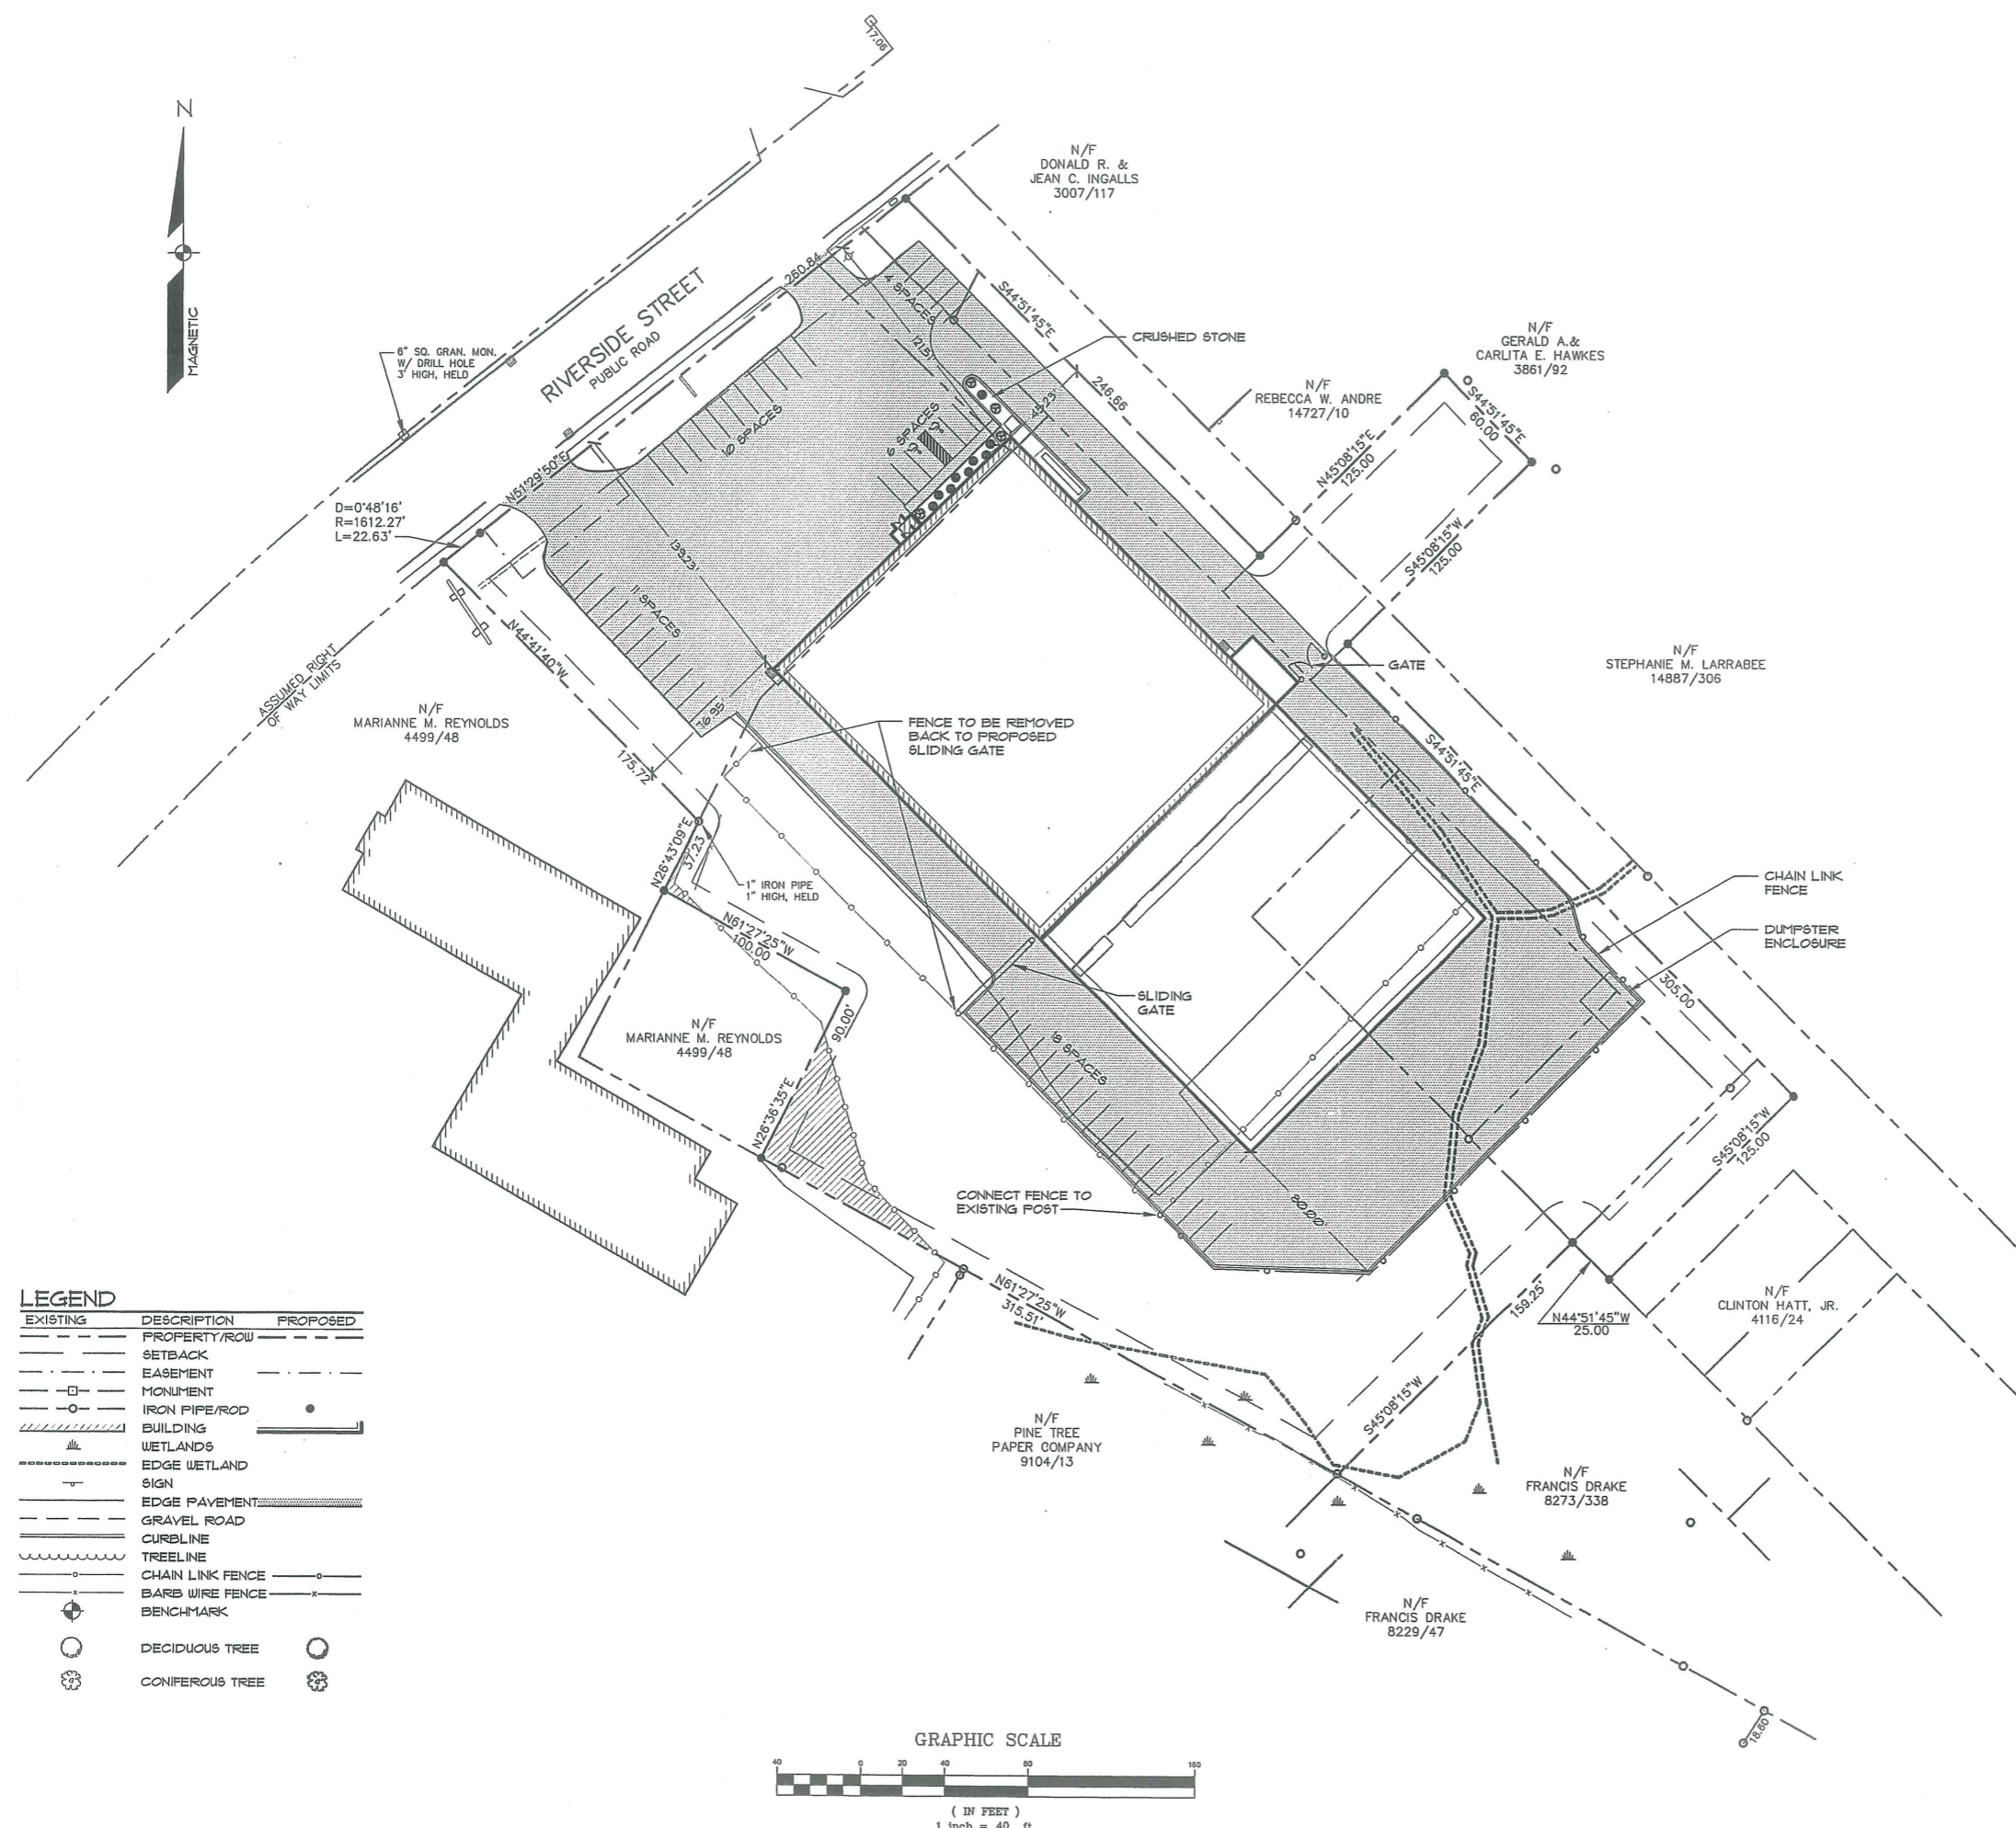 17.06
N
MAGNETIC
N/F
DONALD R. &
JEAN C. INGALLS
3007/117
6" SQ. GRAN. MON.
W/ DRILL HOLE
3' HIGH, HELD
RIVERSIDE STREET
PUBLIC ROAD
260.84
N51°29'50"E
D=0°48'16'
R=1612.27'
L=22.63'
4 SPACES
S44°51'45"E
246.66
CRUSHED STONE
10 SPACES
6 SPACES
9'
9'
45.23'
139.23'
11 SPACES
N/F
REBECCA W. ANDRE
14727/10
N/F
GERALD A.&
CARLITA E. HAWKES
3861/92
N45°08'15"E
125.00
S44°51'45"E
60.00
S45°08'15"W
125.00
GATE
N/F
STEPHANIE M. LARRABEE
14887/306
ASSUMED RIGHT
OF WAY LIMITS
N/F
MARIANNE M. REYNOLDS
4499/48
N44°41'40"W
175.72
76.95'
FENCE TO BE REMOVED
BACK TO PROPOSED
SLIDING GATE
S44°51'45"E
305.00
N26°43'09"E
37.23'
1" IRON PIPE
1" HIGH, HELD
N61°27'25"W
100.00
90.00'
N26°36'35"E
N/F
MARIANNE M. REYNOLDS
4499/48
CHAIN LINK
FENCE
DUMPSTER
ENCLOSURE
SLIDING
GATE
18 SPACES
CONNECT FENCE TO
EXISTING POST
80.00'
S45°08'15"W
125.00
N/F
CLINTON HATT, JR.
4116/24
N44°51'45"W
25.00
159.25'
S45°08'15"W
N61°27'25"W
315.51'
N/F
PINE TREE
PAPER COMPANY
9104/13
N/F
FRANCIS DRAKE
8273/338
N/F
FRANCIS DRAKE
8229/47
18.60
LEGEND
EXISTING DESCRIPTION PROPOSED
PROPERTY/ROW
SETBACK
EASEMENT
MONUMENT
IRON PIPE/ROD
BUILDING
WETLANDS
EDGE WETLAND
SIGN
EDGE PAVEMENT
GRAVEL ROAD
CURBLINE
TREELINE
CHAIN LINK FENCE
BARB WIRE FENCE
BENCHMARK
DECIDUOUS TREE
CONIFEROUS TREE
GRAPHIC SCALE
40 0 20 40 80 160
( IN FEET )
1 inch = 40 ft.